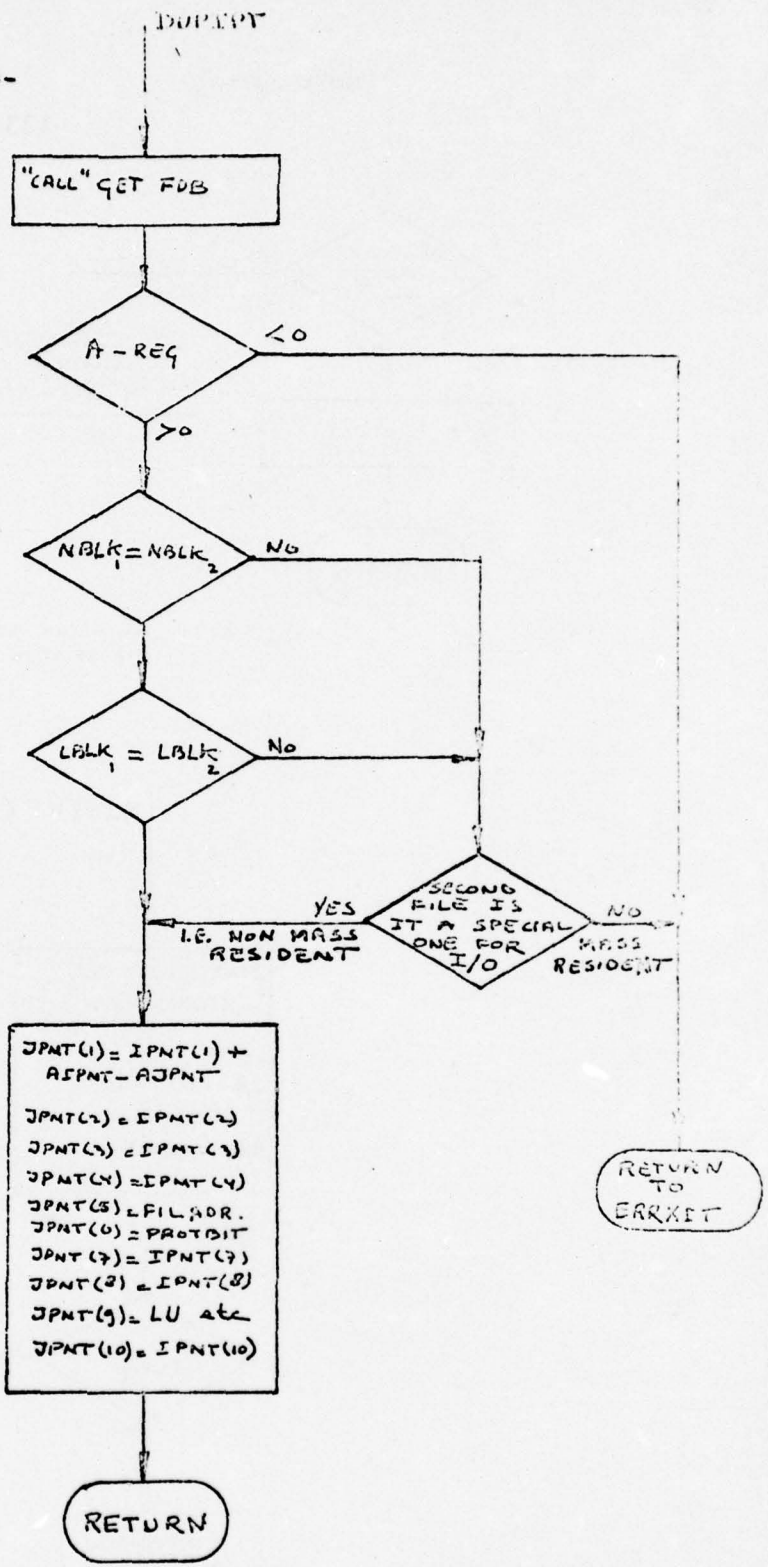 "CALL" GET FDB
A-REG
<0
>0
NBLK₁=NBLK₂
NO
LBLK₁ = LBLK₂
NO
SECOND
FILE IS
IT A SPECIAL
ONE FOR
I/O
YES
I.E. NON MASS
RESIDENT
NO
MASS
RESIDENT
JPNT(1)=IPNT(1)+
AIPNT-AJPNT
JPNT(2)=IPNT(2)
JPNT(3)=IPNT(3)
JPNT(4)=IPNT(4)
JPNT(5)=FILADR.
JPNT(6)=PROTBIT
JPNT(7)=IPNT(7)
JPNT(8)=IPNT(8)
JPNT(9)=LU etc
JPNT(10)=IPNT(10)
RETURN
TO
ERRXIT
RETURN